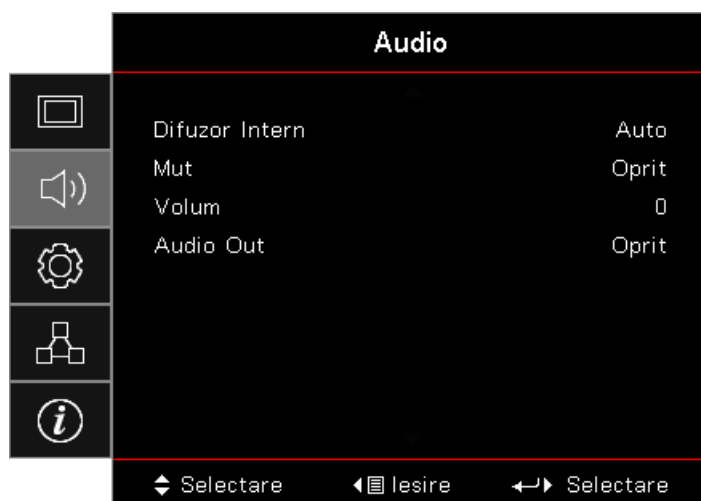 Audio
Difuzor Intern Auto
Mut Oprit
Volum 0
Audio Out Oprit
Selectare Iesire Selectare